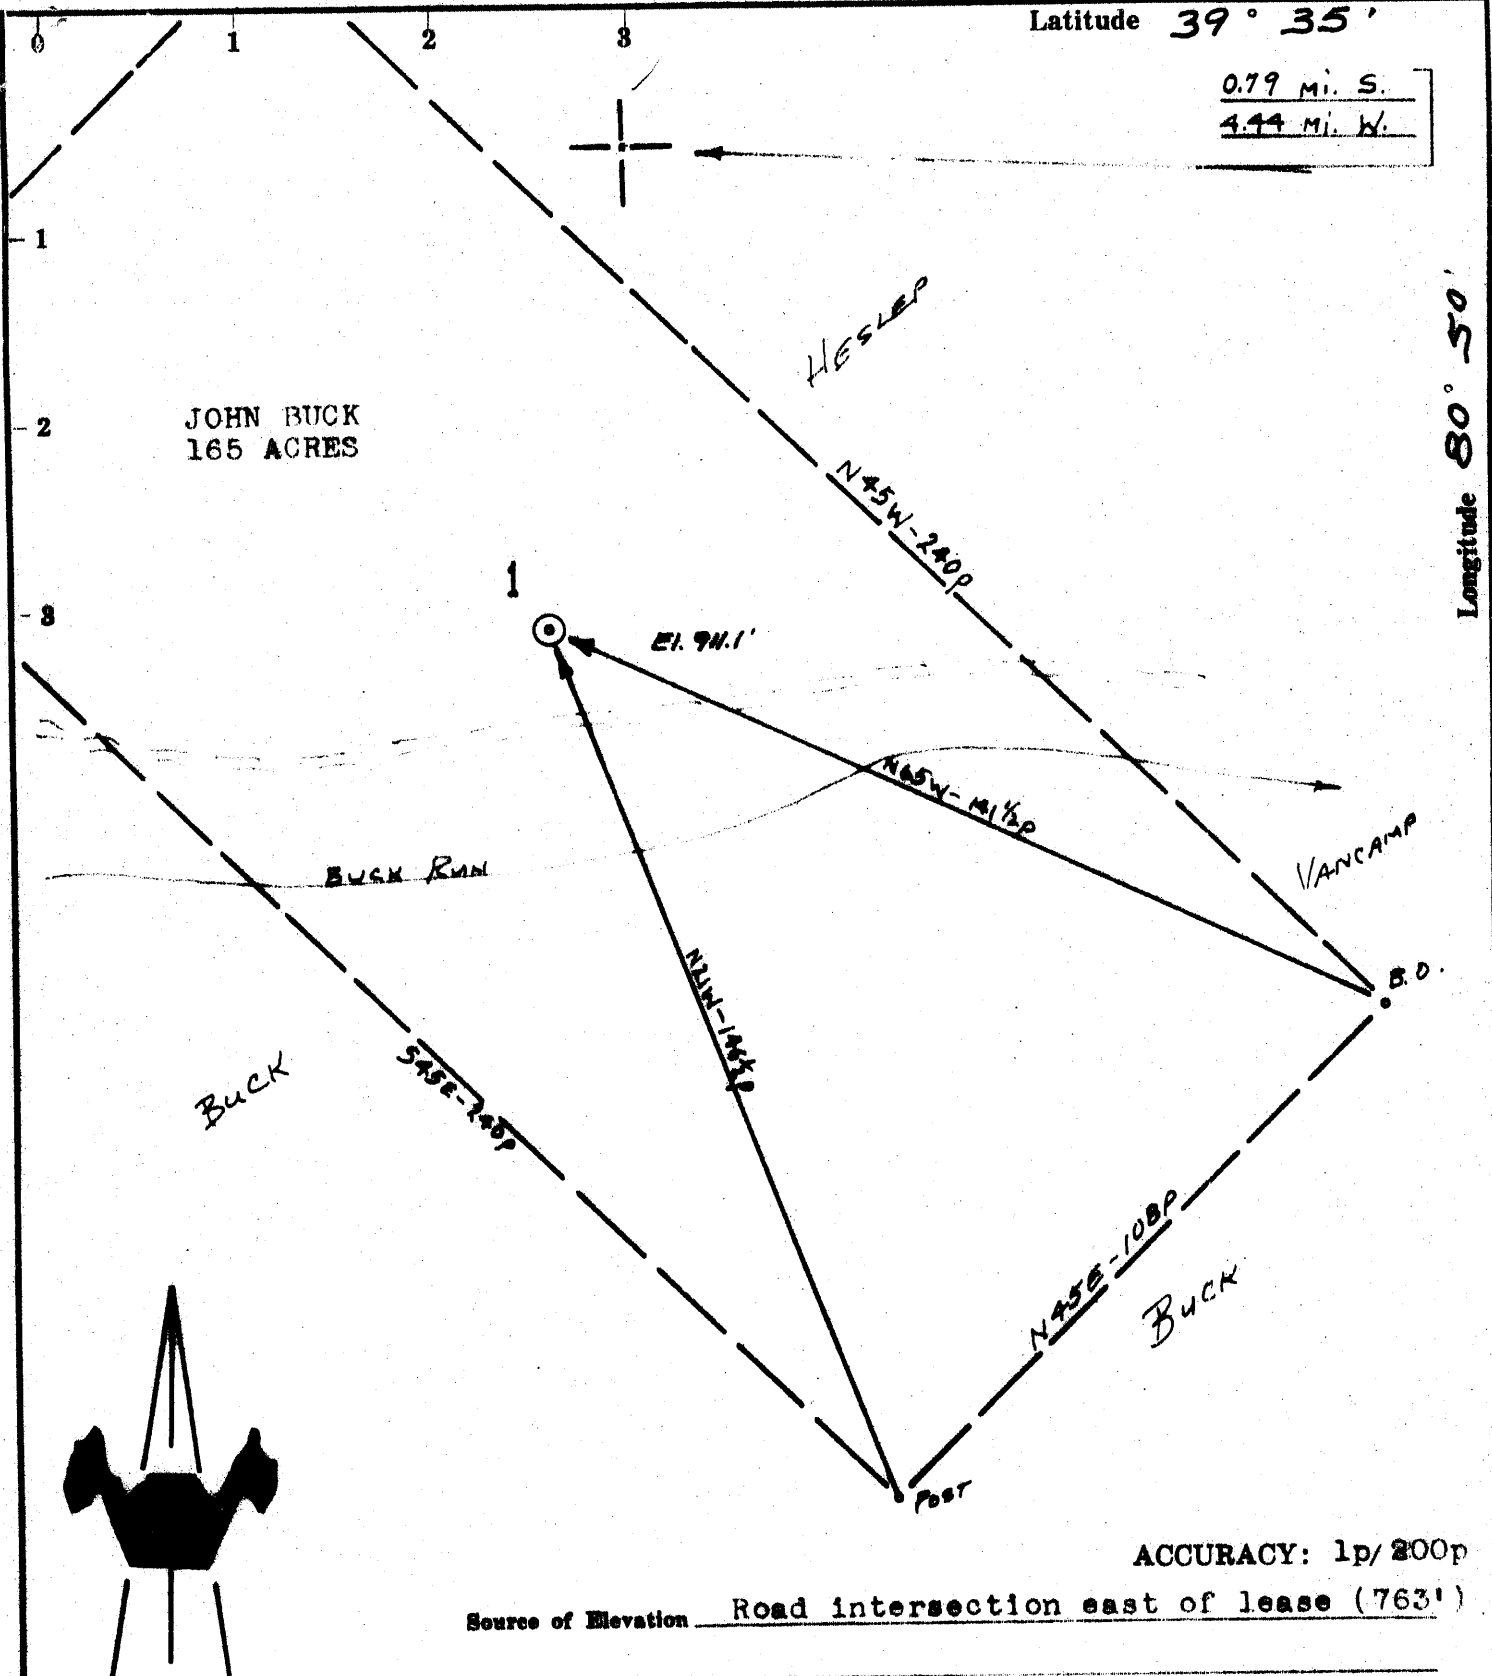 Latitude 39° 35'
0 1 2 3
0.79 Mi. S.
4.44 Mi. W.
1
HESLEP
Longitude 80° 50'
JOHN BUCK
2
165 ACRES
N45W-240P
1
3
El. 911.1'
N65W-141½P
VANCAMP
BUCK RUN
B.O.
N21W-146½P
BUCK
S45E-240P
N45E-108P
BUCK
POST
ACCURACY: 1p/200p
Source of Elevation Road intersection east of lease (763')